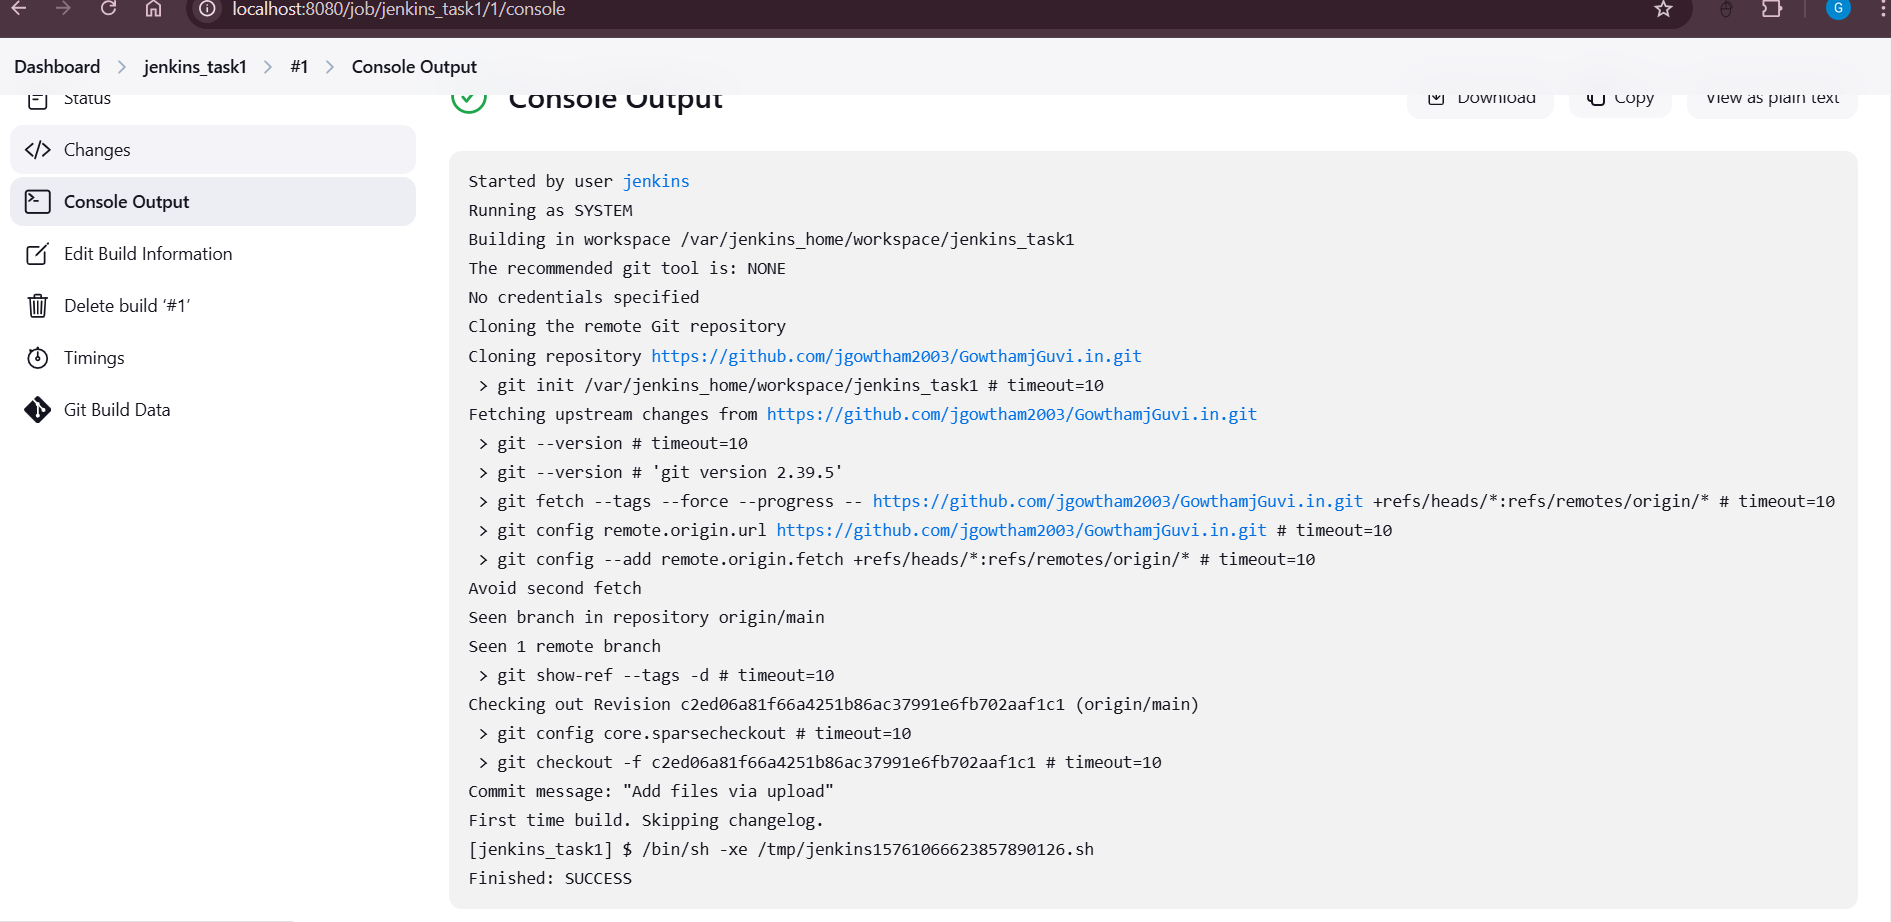 localhost:8080/job/jenkins_task1/1/console
G
Dashboard > jenkins_task1 > #1 > Console Output
Status
Changes
Console Output
Edit Build Information
Delete build ‘#1’
Timings
Git Build Data
Console Output
Download
Copy
View as plain text
Started by user jenkins
Running as SYSTEM
Building in workspace /var/jenkins_home/workspace/jenkins_task1
The recommended git tool is: NONE
No credentials specified
Cloning the remote Git repository
Cloning repository https://github.com/jgowtham2003/GowthamjGuvi.in.git
 > git init /var/jenkins_home/workspace/jenkins_task1 # timeout=10
Fetching upstream changes from https://github.com/jgowtham2003/GowthamjGuvi.in.git
 > git --version # timeout=10
 > git --version # 'git version 2.39.5'
 > git fetch --tags --force --progress -- https://github.com/jgowtham2003/GowthamjGuvi.in.git +refs/heads/*:refs/remotes/origin/* # timeout=10
 > git config remote.origin.url https://github.com/jgowtham2003/GowthamjGuvi.in.git # timeout=10
 > git config --add remote.origin.fetch +refs/heads/*:refs/remotes/origin/* # timeout=10
Avoid second fetch
Seen branch in repository origin/main
Seen 1 remote branch
 > git show-ref --tags -d # timeout=10
Checking out Revision c2ed06a81f66a4251b86ac37991e6fb702aaf1c1 (origin/main)
 > git config core.sparsecheckout # timeout=10
 > git checkout -f c2ed06a81f66a4251b86ac37991e6fb702aaf1c1 # timeout=10
Commit message: "Add files via upload"
First time build. Skipping changelog.
[jenkins_task1] $ /bin/sh -xe /tmp/jenkins15761066623857890126.sh
Finished: SUCCESS